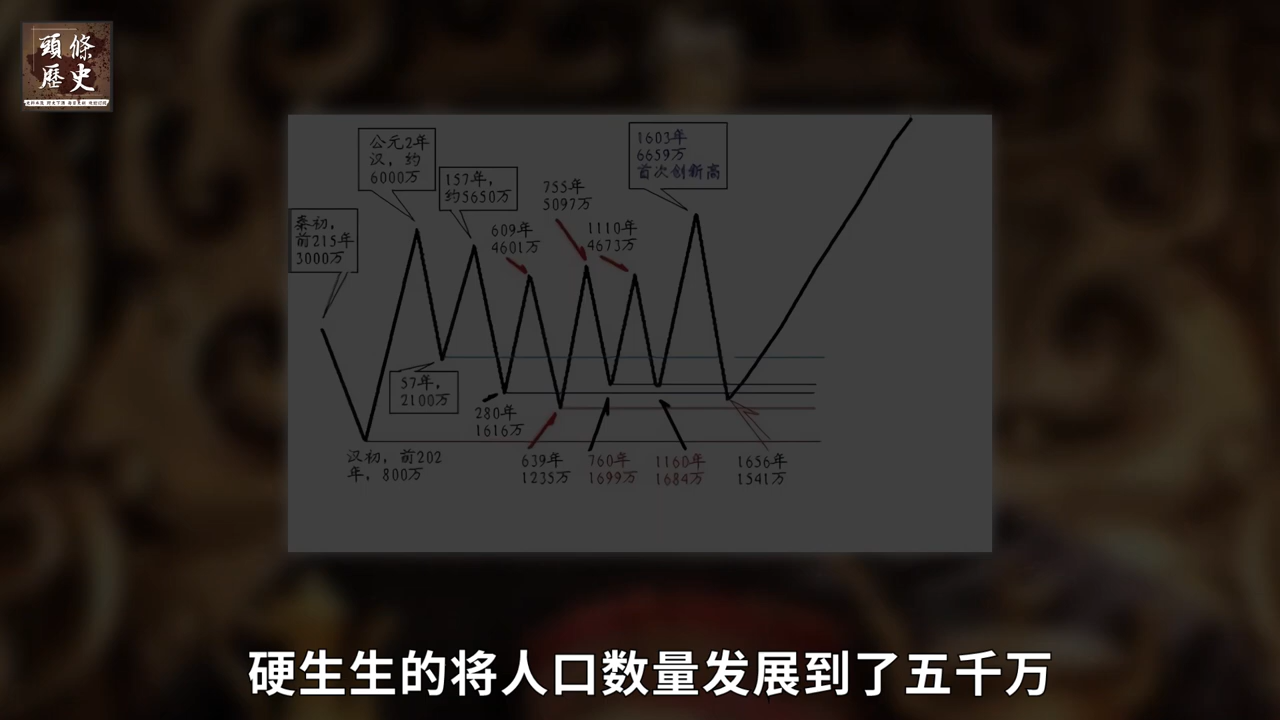 頭條
歷史
公元2年
汉，约
6000万
157年，
约5650万
755年
5097万
1603年
6659万
首次创新高
秦初，
前215年
3000万
609年
4601万
1110年
4673万
57年，
2100万
280年
1616万
汉初，前202
年，800万
639年
1235万
760年
1699万
1160年
1684万
1656年
1541万
硬生生的将人口数量发展到了五千万